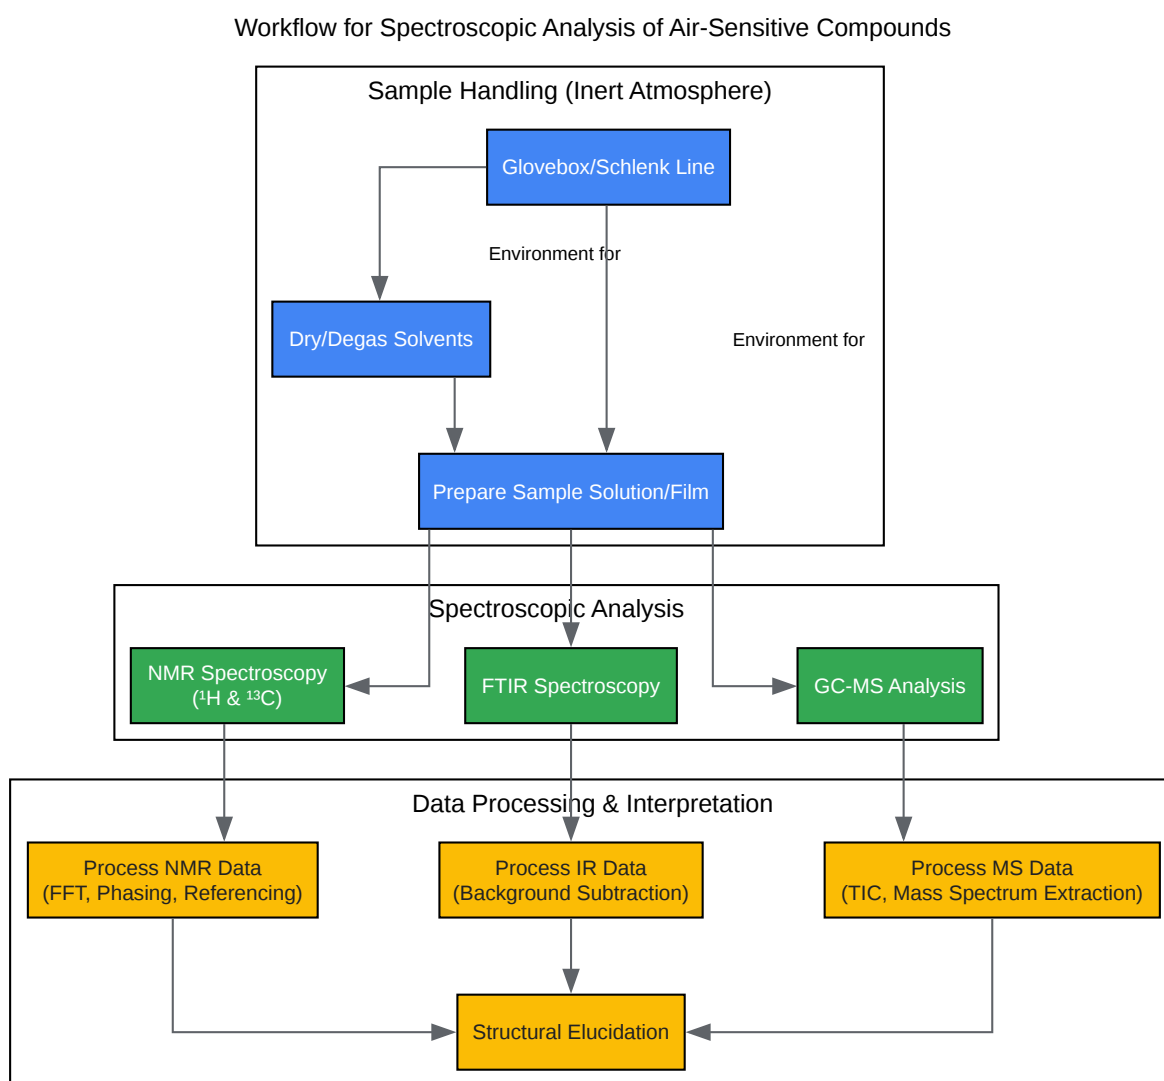 Workflow for Spectroscopic Analysis of Air-Sensitive Compounds
Sample Handling (Inert Atmosphere)
Glovebox/Schlenk Line
Environment for
Dry/Degas Solvents
Environment for
Prepare Sample Solution/Film
Spectroscopic Analysis
NMR Spectroscopy
(¹H & ¹³C)
FTIR Spectroscopy
GC-MS Analysis
Data Processing & Interpretation
Process NMR Data
(FFT, Phasing, Referencing)
Process IR Data
(Background Subtraction)
Process MS Data
(TIC, Mass Spectrum Extraction)
Structural Elucidation